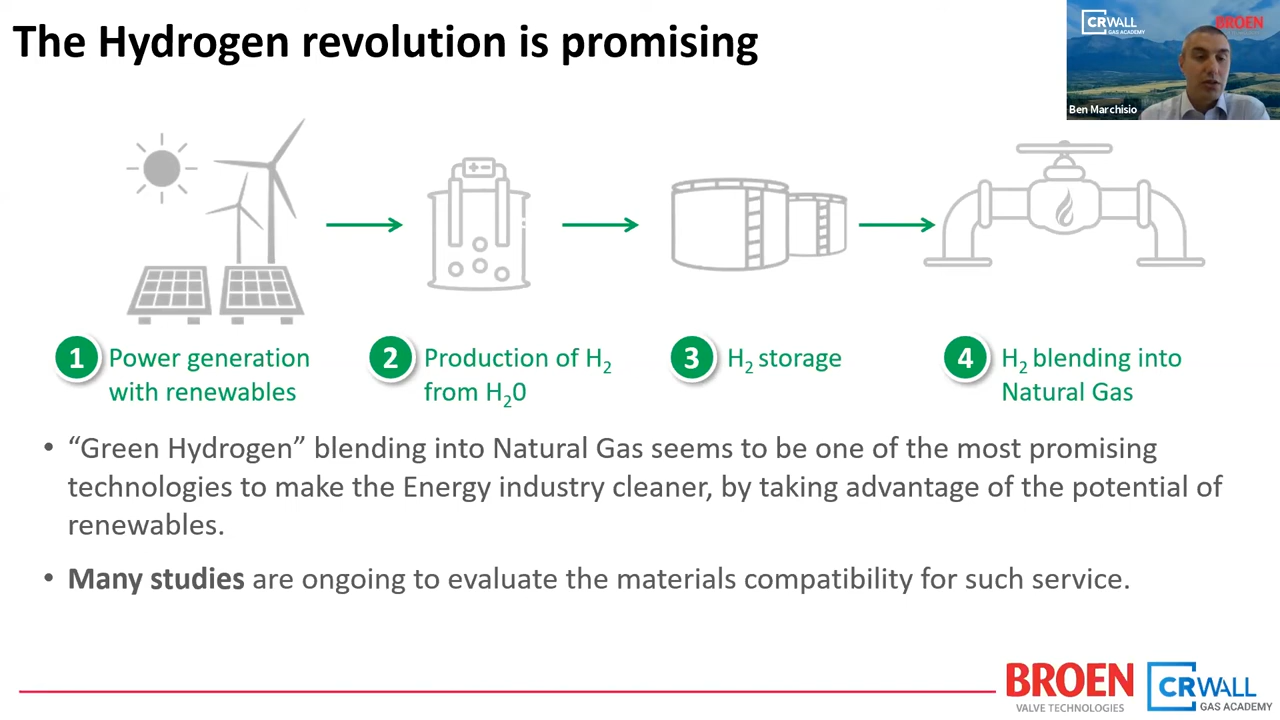 The Hydrogen revolution is promising
CRWALL
GAS ACADEMY
BROEN
Ben Marchisio
1
Power generation
with renewables
2
Production of H₂
from H₂0
3
H₂ storage
4
H₂ blending into
Natural Gas
• “Green Hydrogen” blending into Natural Gas seems to be one of the most promising
technologies to make the Energy industry cleaner, by taking advantage of the potential of
renewables.
• Many studies are ongoing to evaluate the materials compatibility for such service.
BROEN
VALVE TECHNOLOGIES
CRWALL
GAS ACADEMY